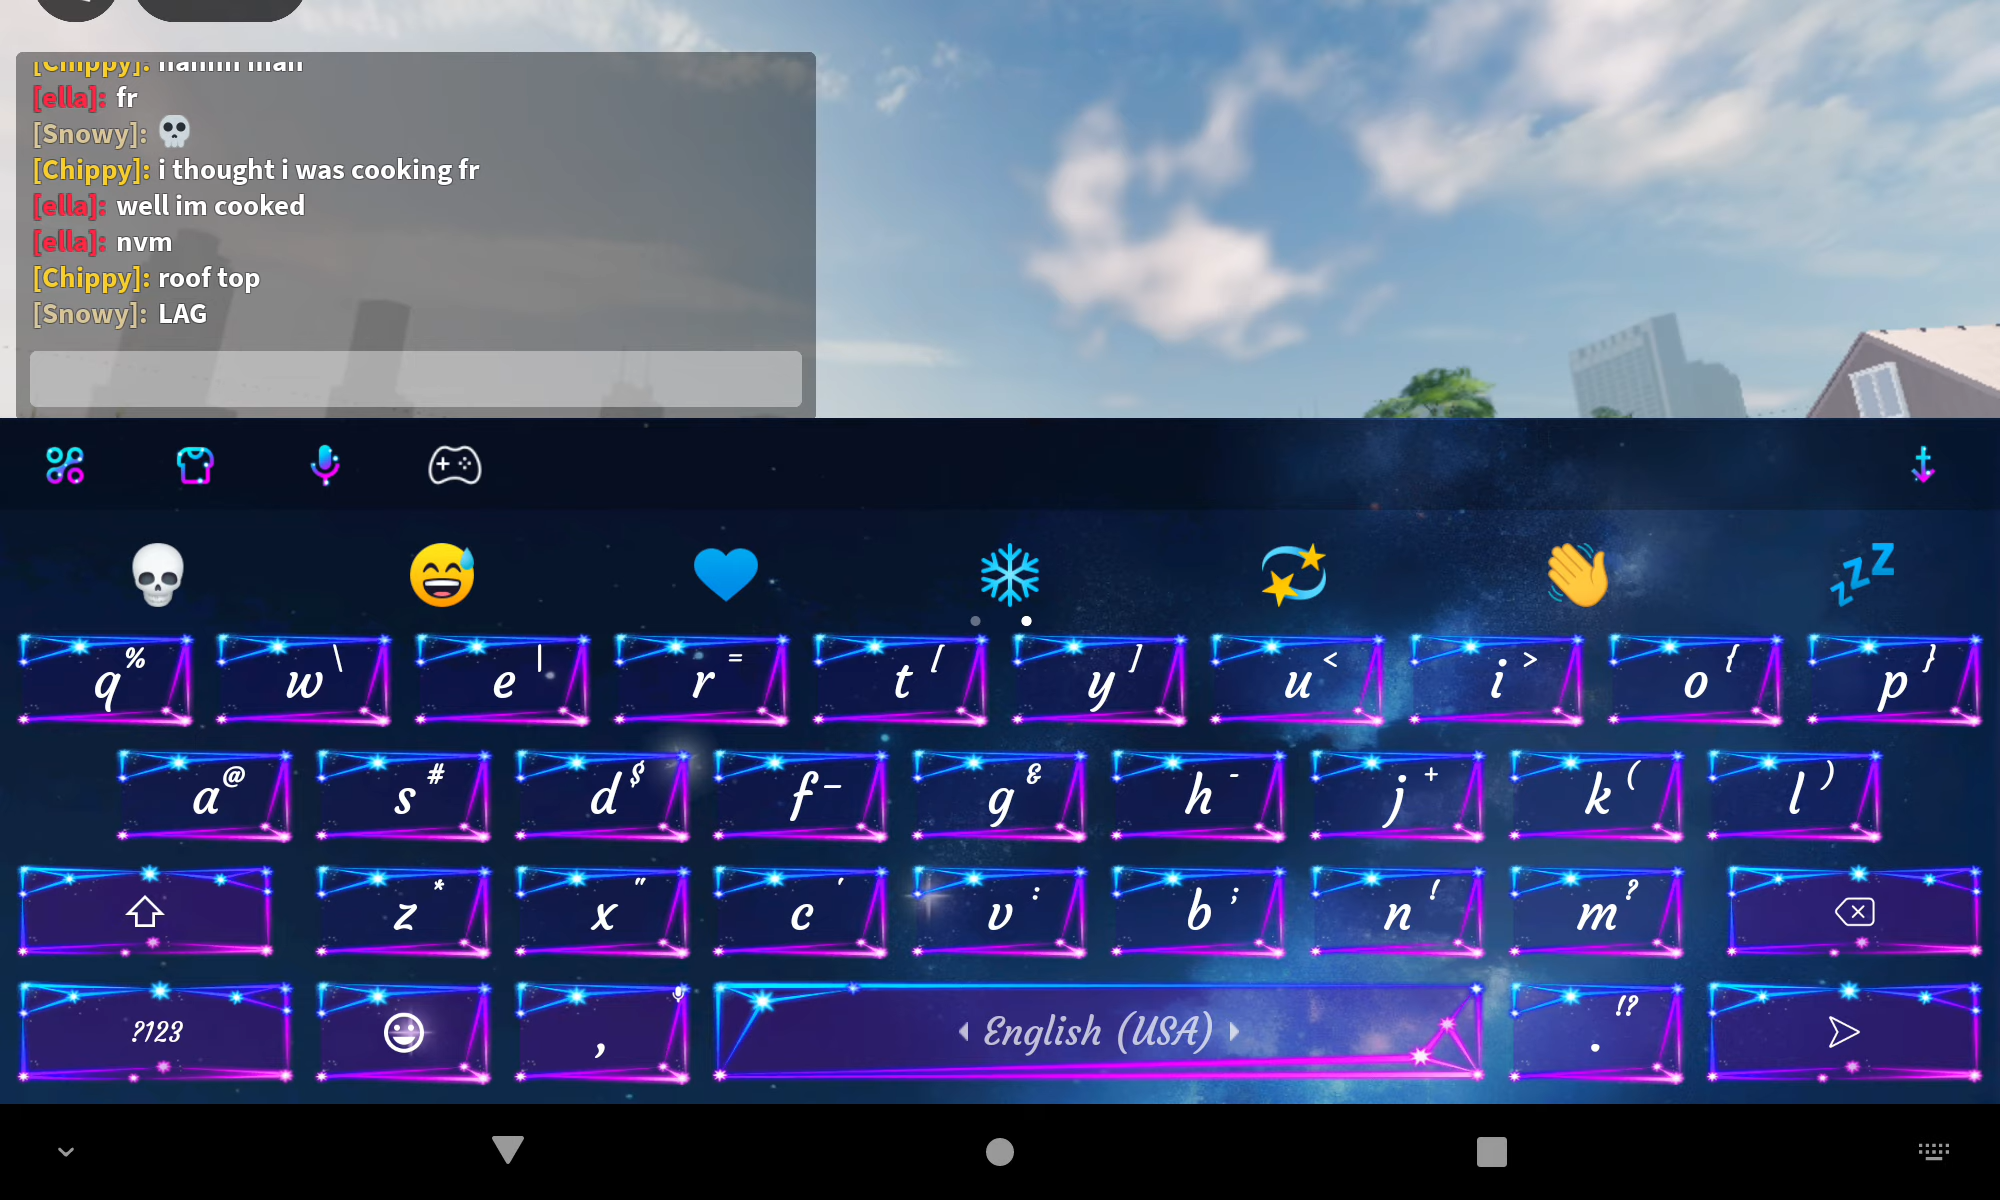 [Chippy]:
[ella]: fr
[Snowy]: 💀
[Chippy]: i thought i was cooking fr
[ella]: well im cooked
[ella]: nvm
[Chippy]: roof top
[Snowy]: LAG
q % w \ e | r = t [ y ] u < i > o { p }
a @ s # d $ f – g & h - j + k ( l )
z * x " c ' v : b ; n ! m ?
?123 , English (USA) . !?